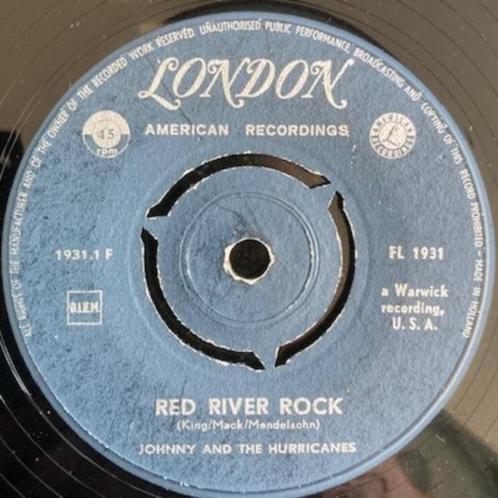 ALL RIGHTS OF THE MANUFACTURER AND OF THE OWNER OF THE RECORDED WORK RESERVED. UNAUTHORISED PUBLIC PERFORMANCE, BROADCASTING AND COPYING OF THIS RECORD PROHIBITED - MADE IN HOLLAND
LONDON
AMERICAN RECORDINGS
45
rpm
AMERICAN
L
RECORDINGS
1931.1 F
FL 1931
B.I.E.M.
a Warwick
recording,
U. S. A.
RED RIVER ROCK
(King/Mack/Mendelsohn)
JOHNNY AND THE HURRICANES